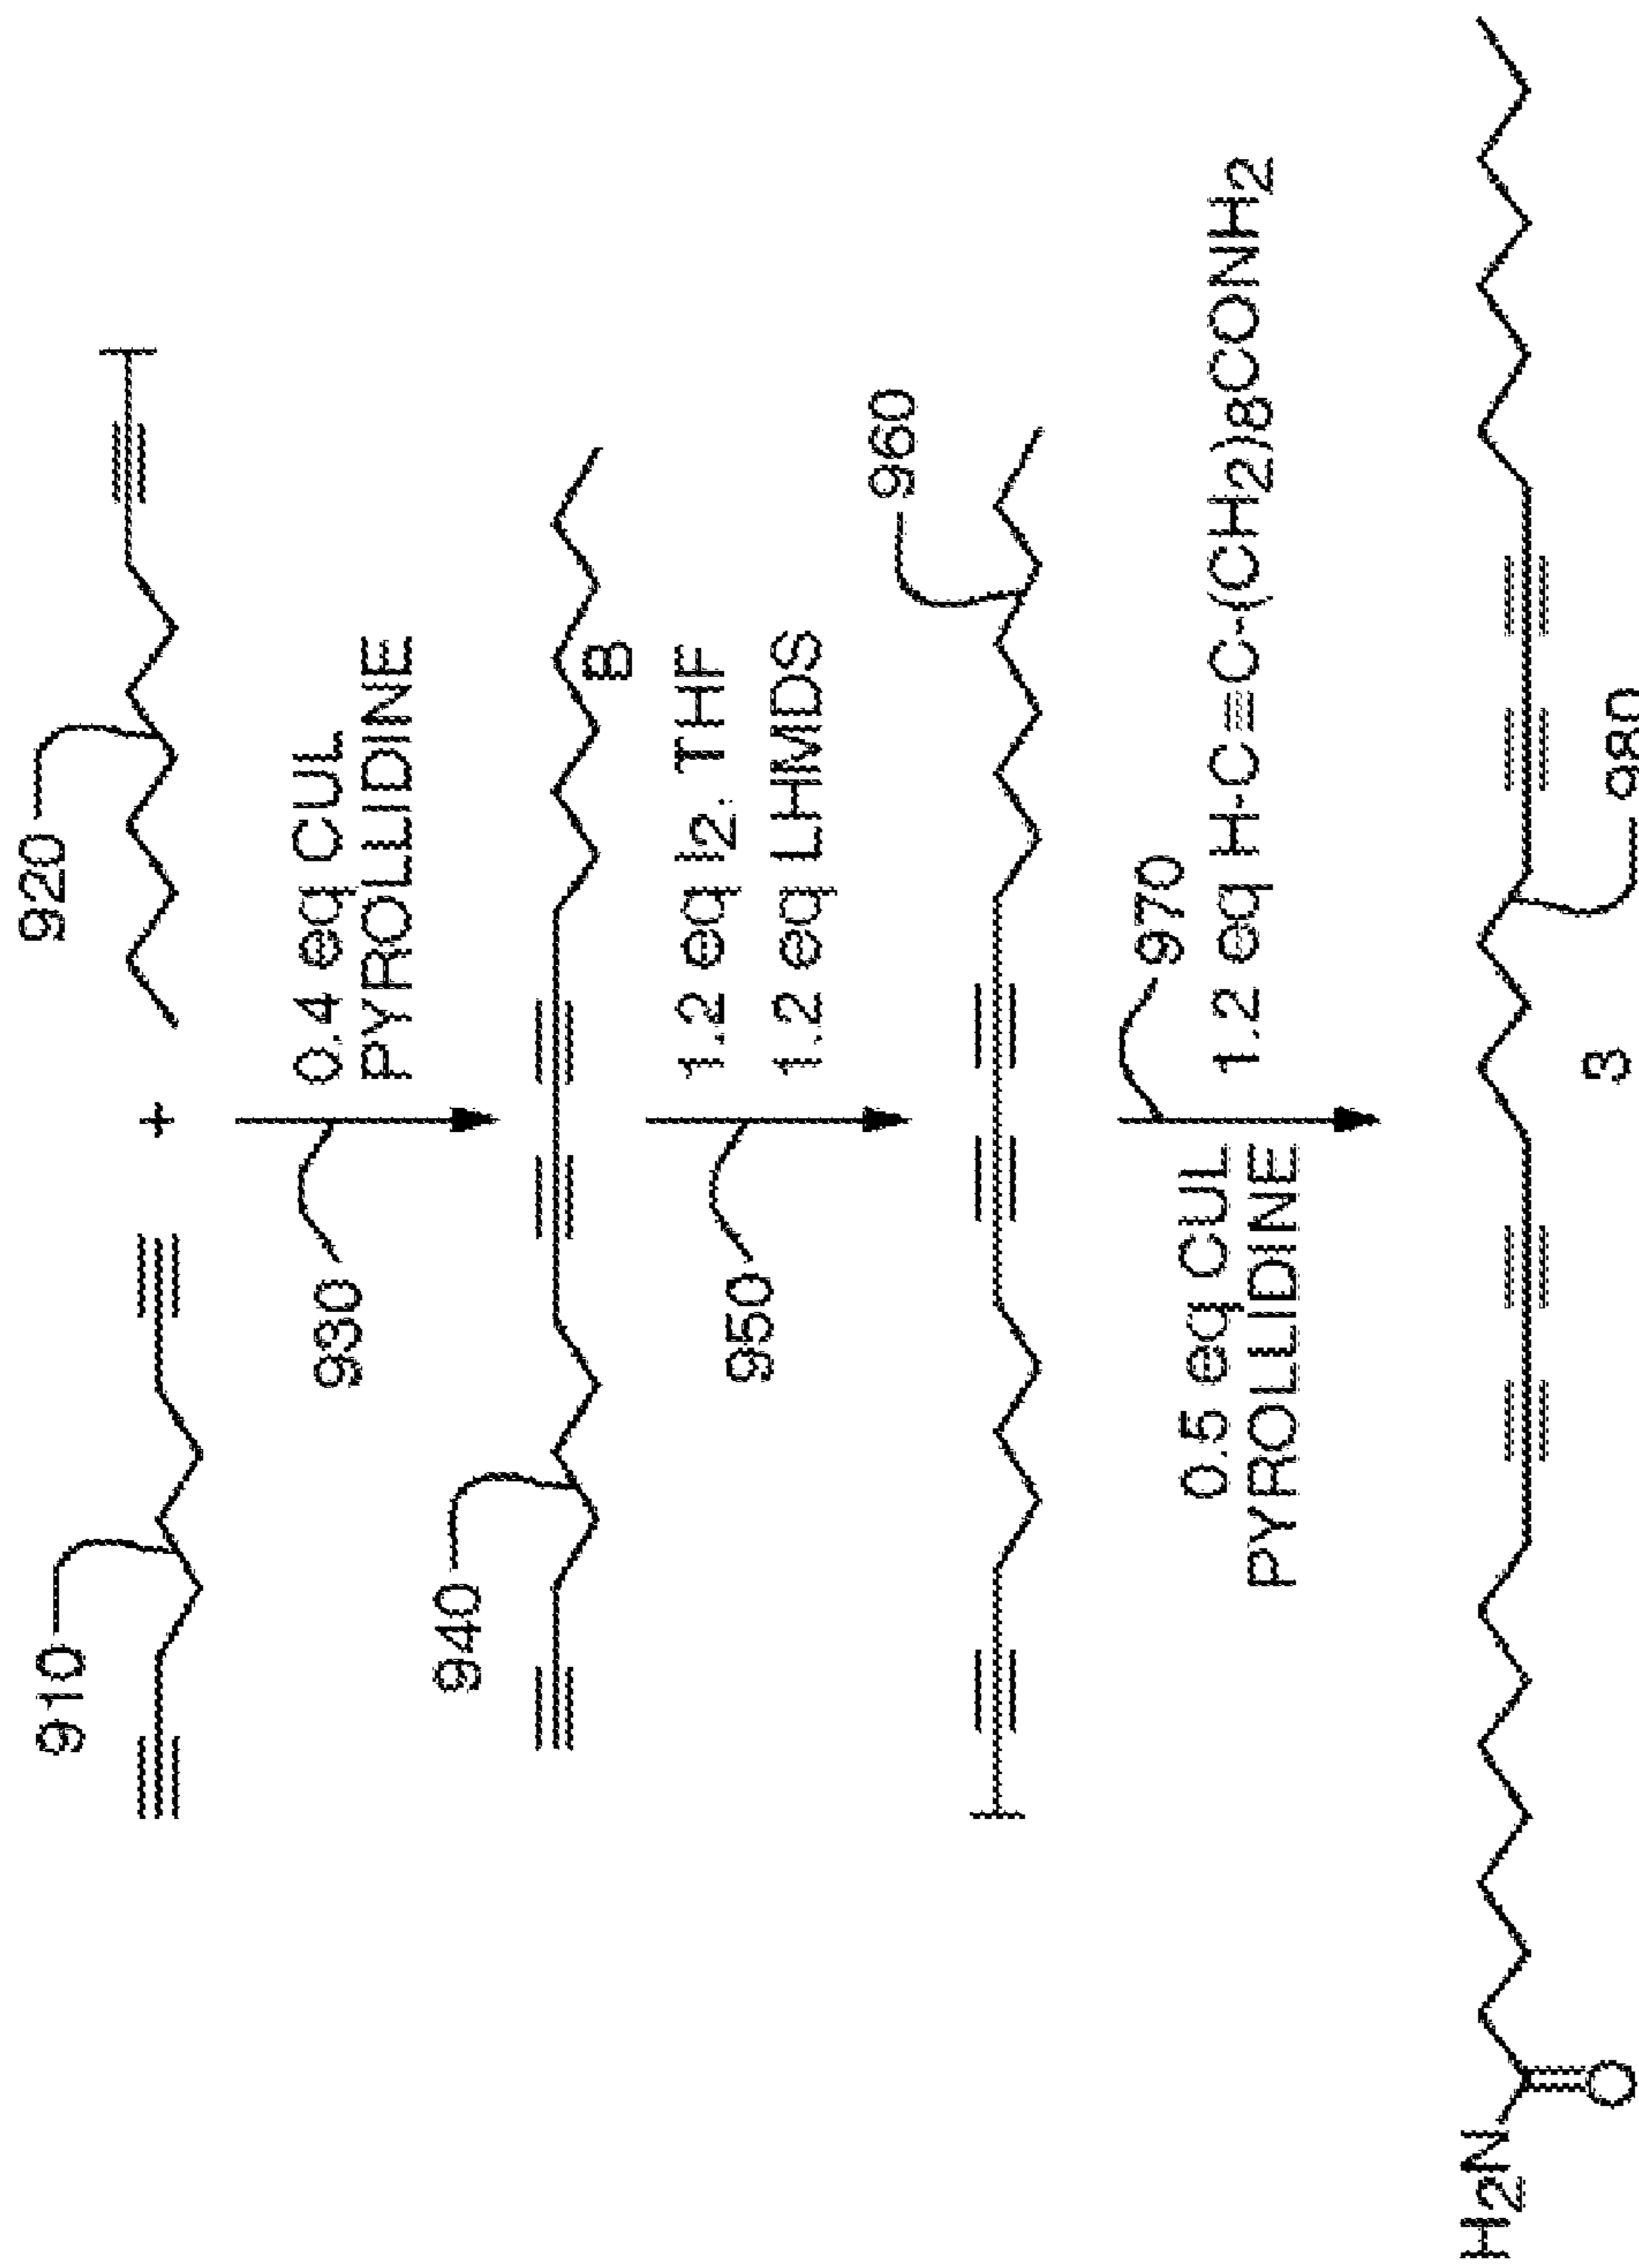 920
910
+
I
0.4 eq CUL
PYROLLIDINE
930
940
8
1.2 eq I2, THF
1.2 eq LHMDS
950
960
I
970
0.5 eq CUL
PYROLLIDINE
1.2 eq H-C≡C-(CH2)8CONH2
H2N
O
3
980